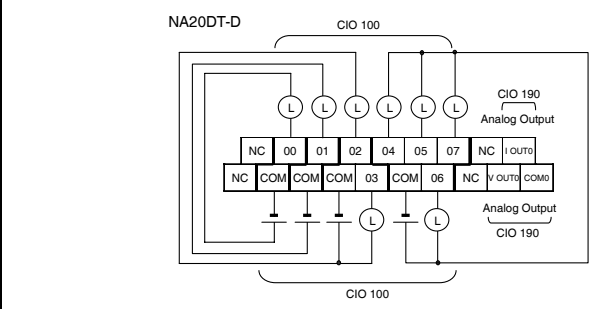 NA20DT-D
CIO 100
CIO 190
Analog Output
L L L L L L
NC 00 01 02 04 05 07 NC I OUT0
NC COM COM COM 03 COM 06 NC V OUT0 COM0
L L
Analog Output
CIO 190
CIO 100